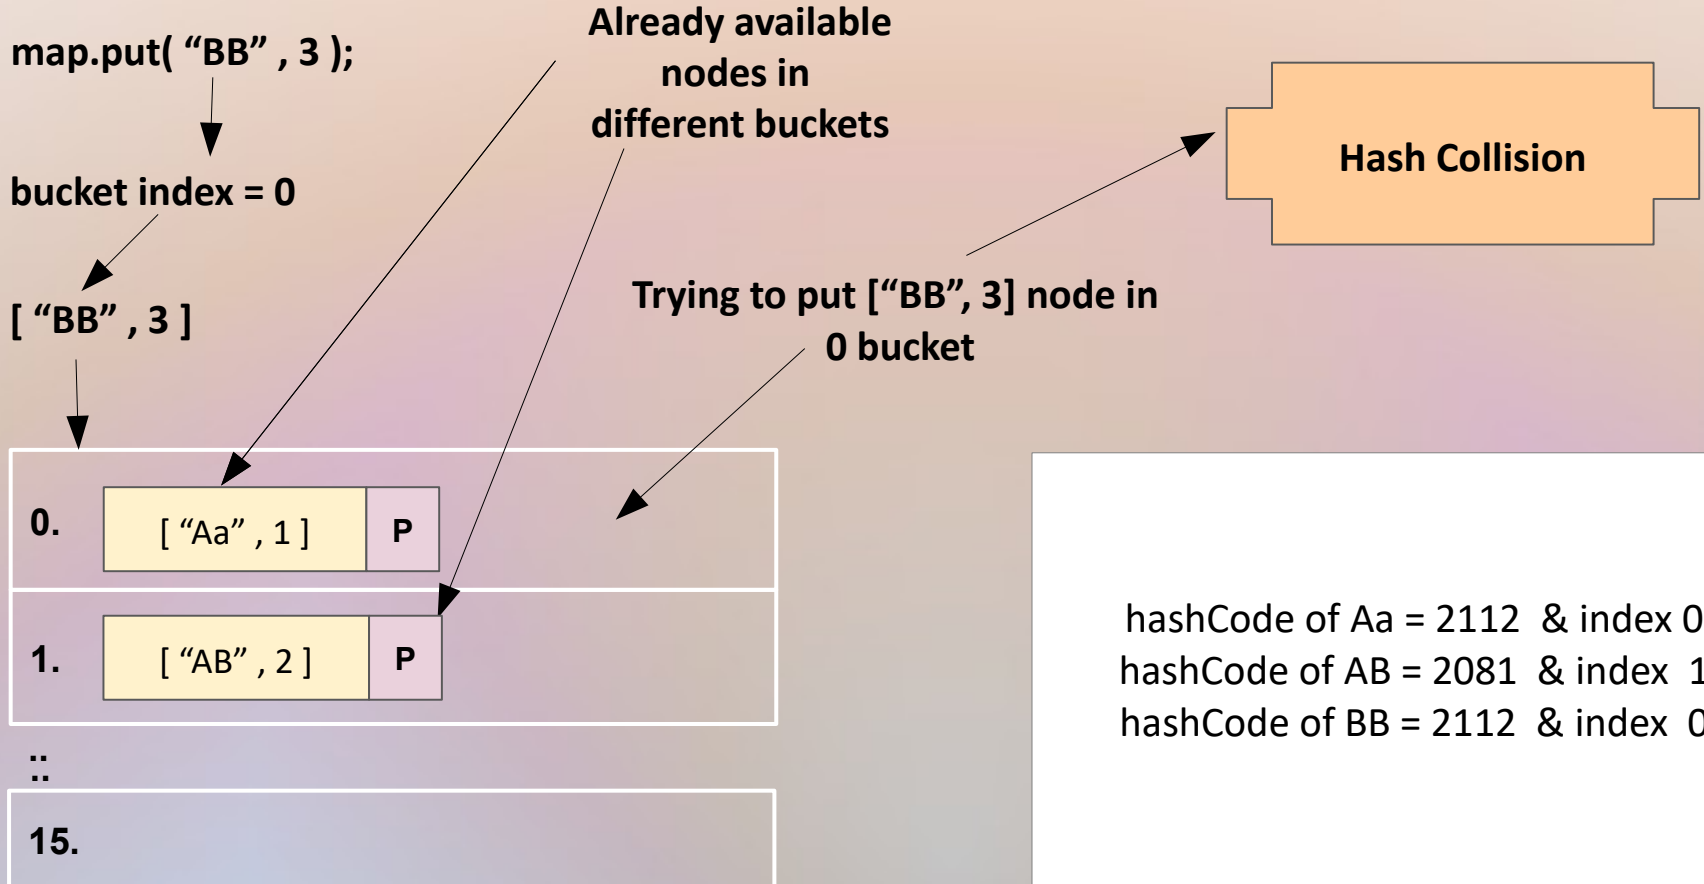 map.put( “BB” , 3 );
bucket index = 0
[ “BB” , 3 ]
Already available
nodes in
different buckets
Hash Collision
Trying to put [“BB”, 3] node in
0 bucket
0.
[ “Aa” , 1 ]
P
1.
[ “AB” , 2 ]
P
::
15.
hashCode of Aa = 2112 & index 0
hashCode of AB = 2081 & index 1
hashCode of BB = 2112 & index 0